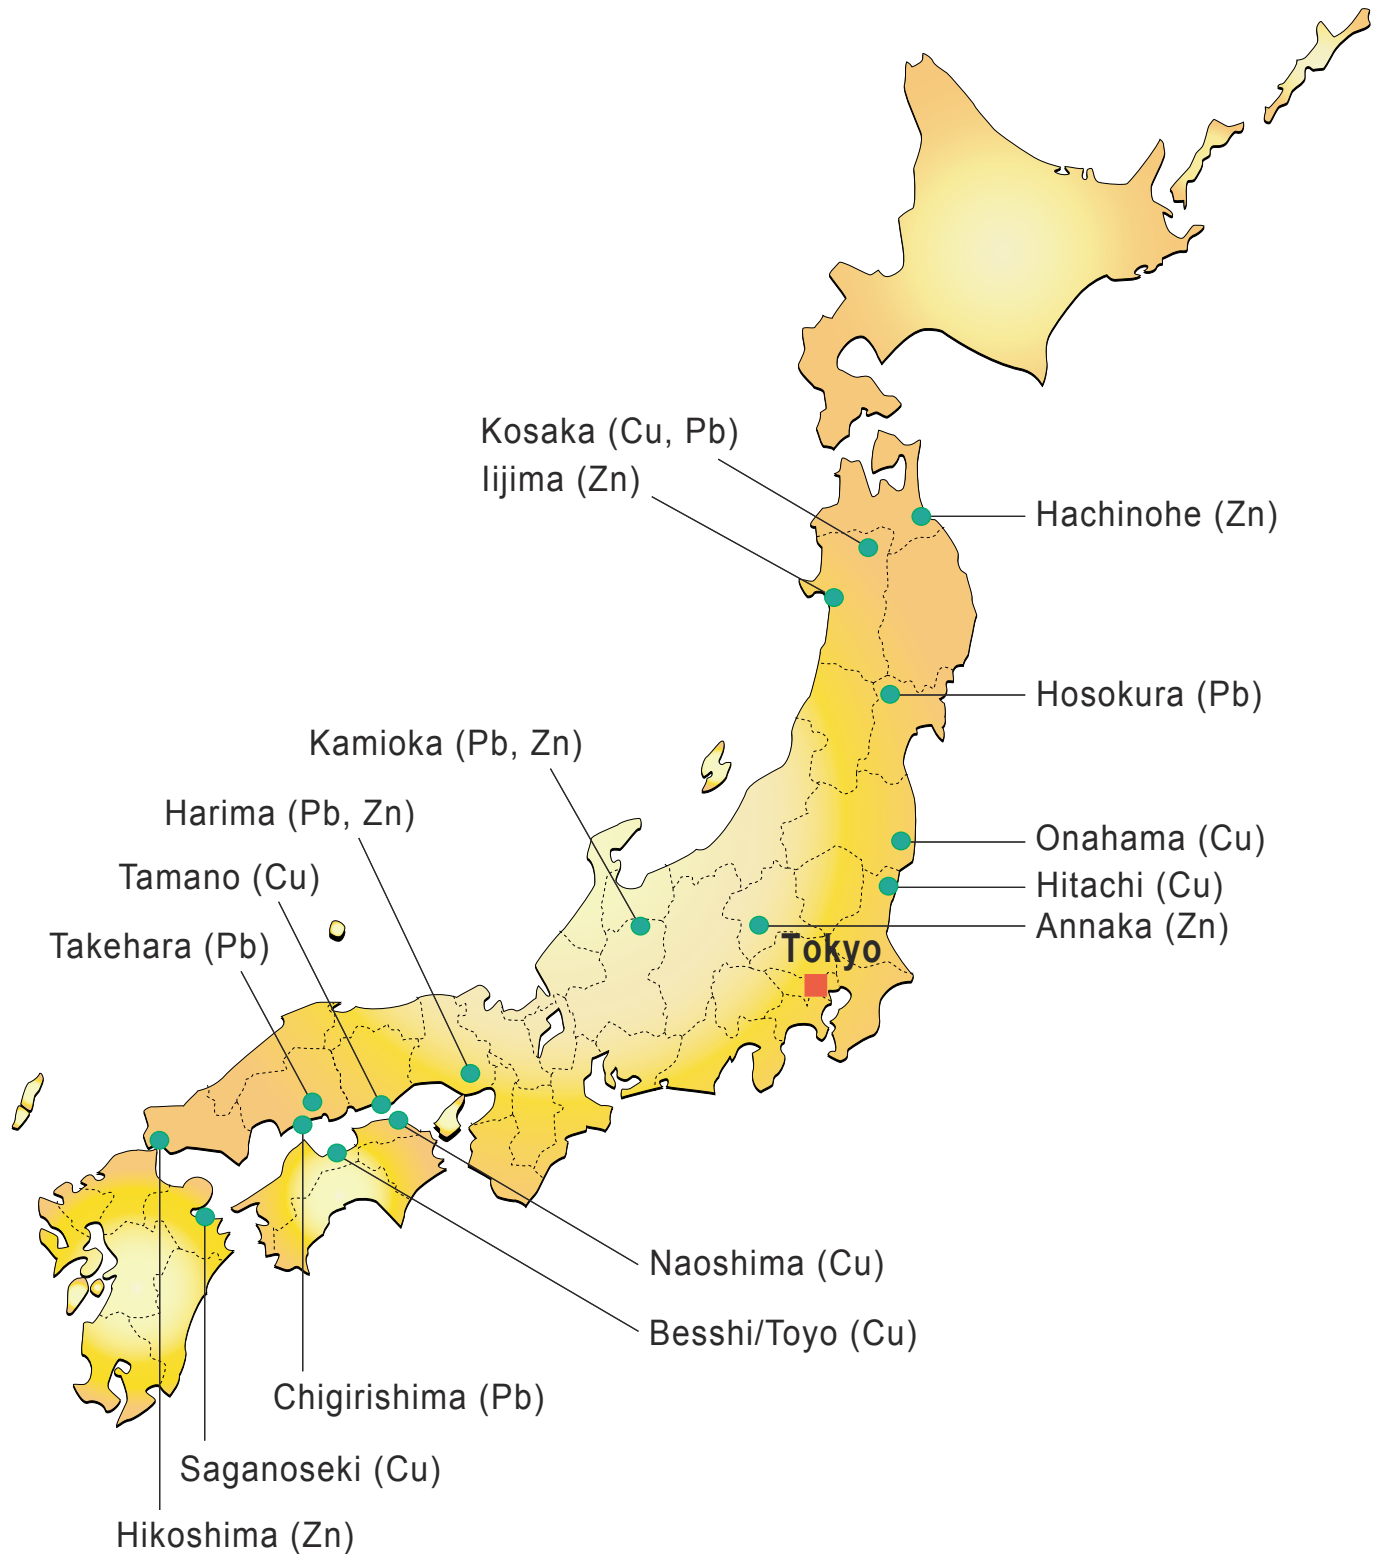 Kosaka (Cu, Pb)
Iijima (Zn)
Hachinohe (Zn)
Hosokura (Pb)
Kamioka (Pb, Zn)
Harima (Pb, Zn)
Onahama (Cu)
Tamano (Cu)
Hitachi (Cu)
Annaka (Zn)
Takehara (Pb)
Tokyo
Naoshima (Cu)
Besshi/Toyo (Cu)
Chigirishima (Pb)
Saganoseki (Cu)
Hikoshima (Zn)